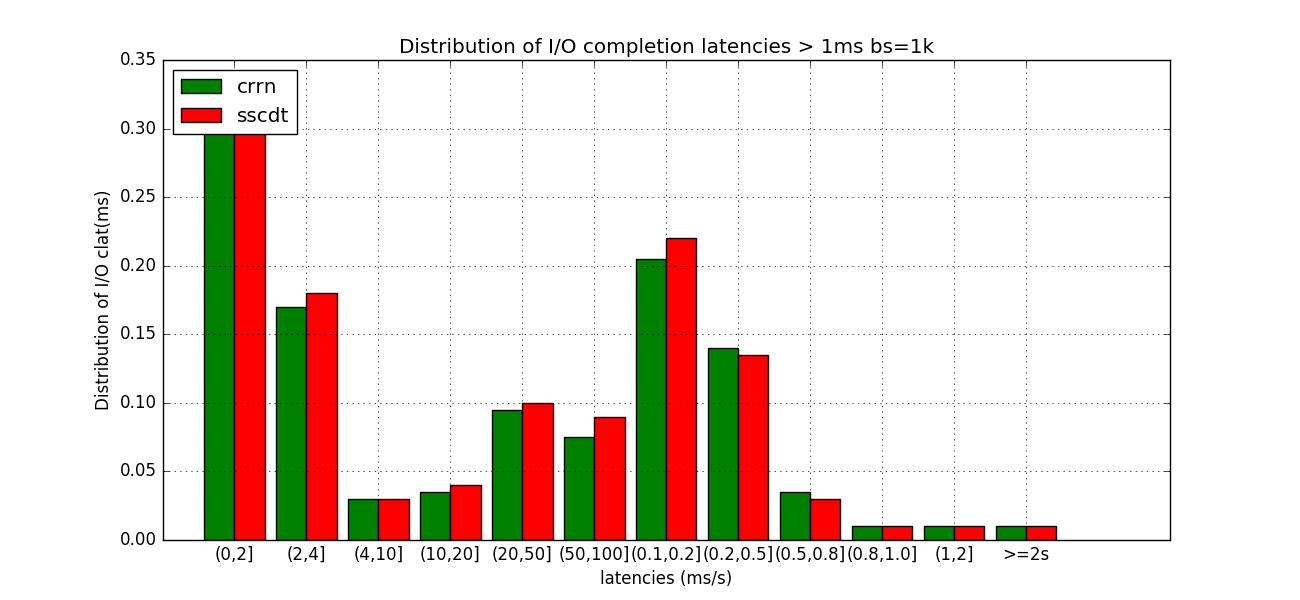 Distribution of I/O completion latencies > 1ms bs=1k
crrn
sscdt
Distribution of I/O clat(ms)
0.35
0.30
0.25
0.20
0.15
0.10
0.05
0.00
(0,2] (2,4] (4,10] (10,20] (20,50] (50,100] (0.1,0.2] (0.2,0.5] (0.5,0.8] (0.8,1.0] (1,2] >=2s
latencies (ms/s)